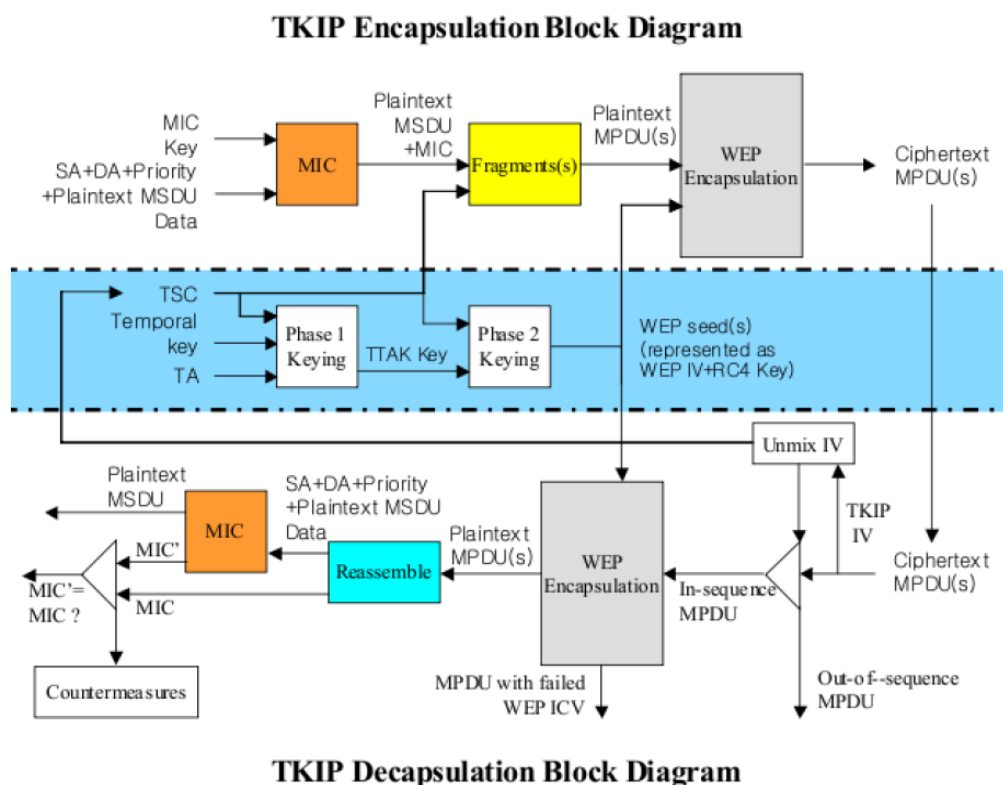 TKIP Encapsulation Block Diagram
MIC
Key
SA+DA+Priority
+Plaintext MSDU
Data
MIC
Plaintext
MSDU
+MIC
Fragments(s)
Plaintext
MPDU(s)
WEP
Encapsulation
Ciphertext
MPDU(s)
TSC
Temporal
key
TA
Phase 1
Keying
TTAK Key
Phase 2
Keying
WEP seed(s)
(represented as
WEP IV+RC4 Key)
Unmix IV
TKIP
IV
Ciphertext
MPDU(s)
In-sequence
MPDU
Out-of--sequence
MPDU
WEP
Encapsulation
MPDU with failed
WEP ICV
Plaintext
MPDU(s)
Reassemble
SA+DA+Priority
+Plaintext MSDU
Data
MIC
Plaintext
MSDU
MIC'
MIC
MIC'=
MIC ?
Countermeasures
TKIP Decapsulation Block Diagram